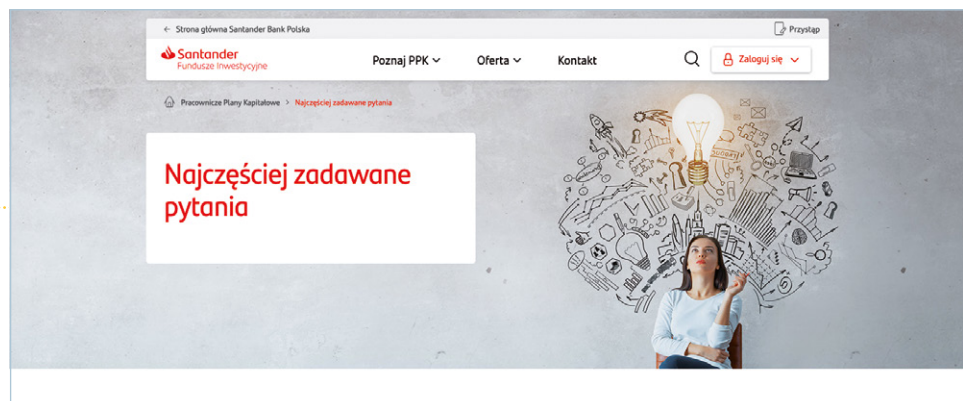 ← Strona główna Santander Bank Polska
Przystąp
Santander
Fundusze Inwestycyjne
Poznaj PPK
Oferta
Kontakt
Zaloguj się
Pracownicze Plany Kapitałowe > Najczęściej zadawane pytania
Najczęściej zadawane
pytania